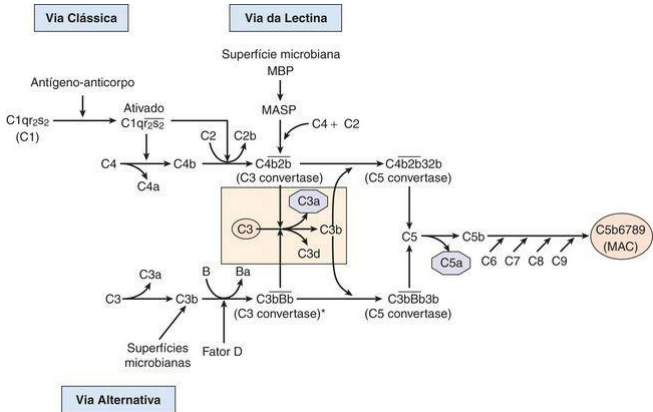 Via Clássica
Via da Lectina
Superfície microbiana
MBP
Antígeno-anticorpo
MASP
Ativado
C1qr2s2
(C1)
C1qr2s2
C2
C2b
C4 + C2
C4
C4b
C4b2b
(C3 convertase)
C4b2b32b
(C5 convertase)
C4a
C3a
C3
C3b
C3d
C5
C5b
C5b6789
(MAC)
C5a
C6
C7
C8
C9
C3a
B
Ba
C3
C3b
C3bBb
(C3 convertase)*
C3bBb3b
(C5 convertase)
Superfícies
microbianas
Fator D
Via Alternativa